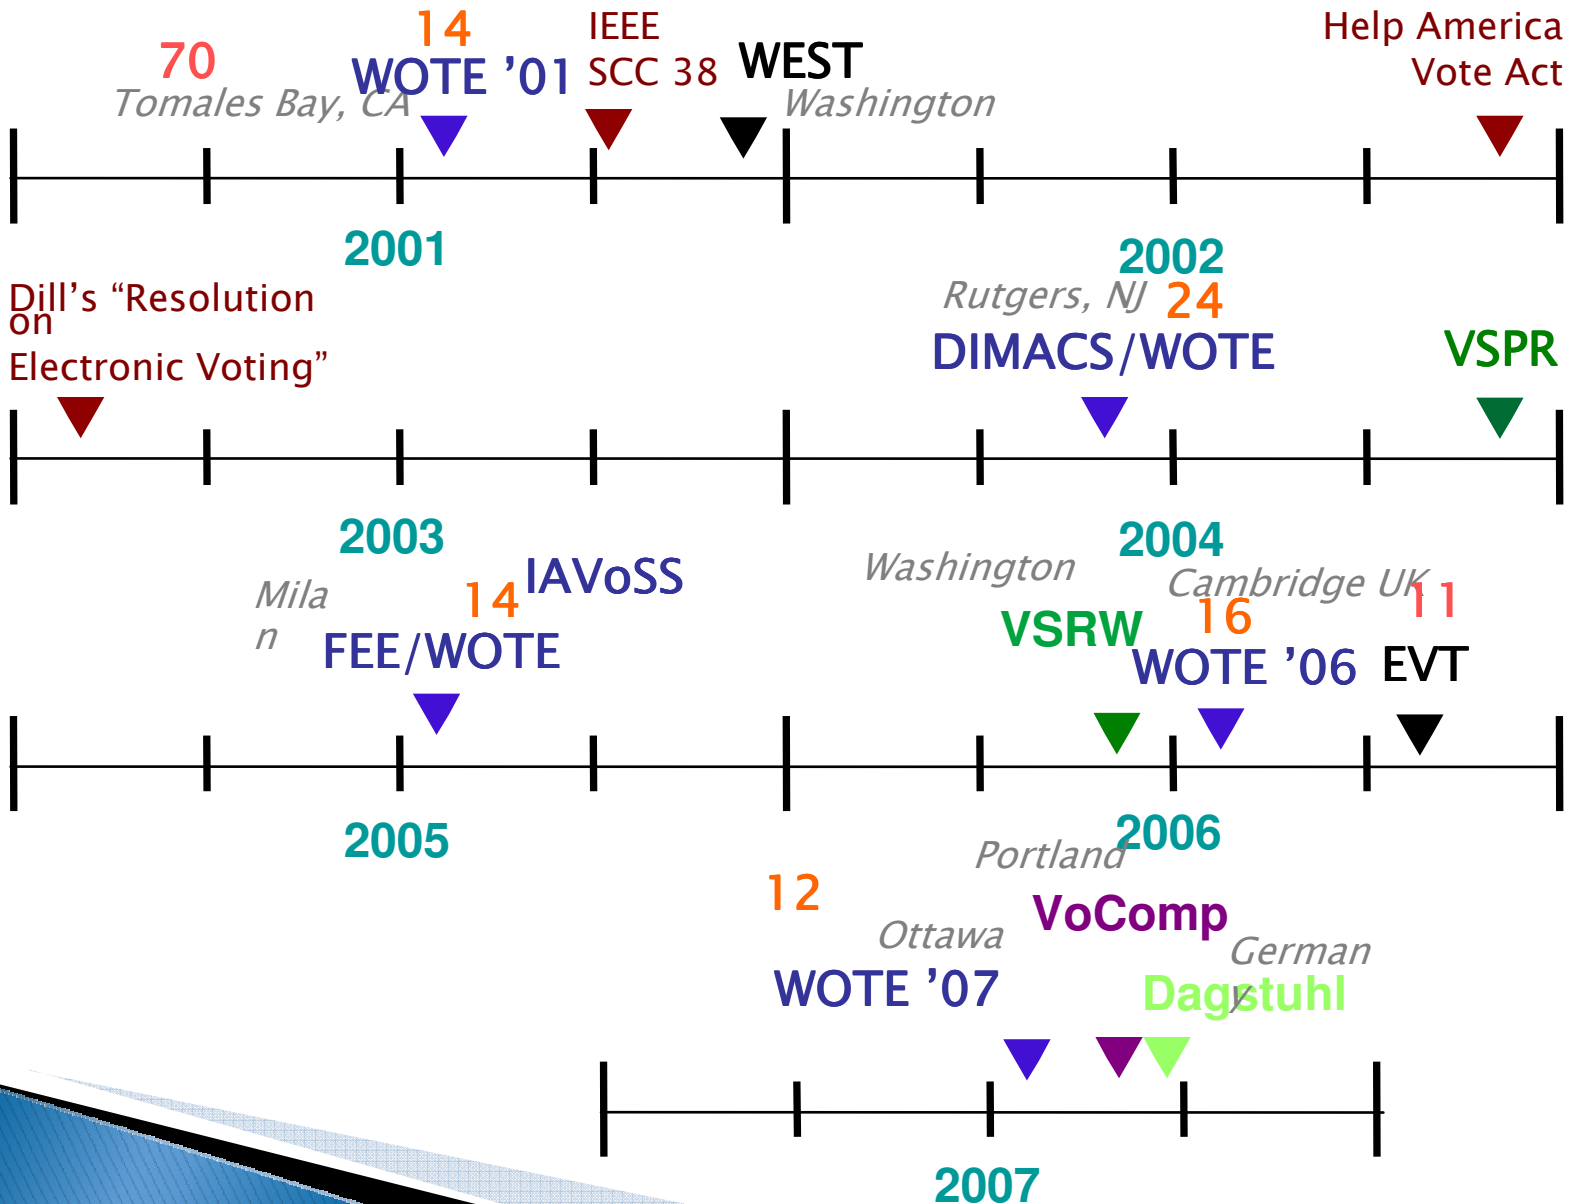 70
14
IEEE
SCC 38
WOTE '01
WEST
Tomales Bay, CA
Washington
Help America
Vote Act
2001
2002
Dill's “Resolution
on
Electronic Voting”
Rutgers, NJ
24
DIMACS/WOTE
VSPR
2003
2004
Mila
n
14
IAVoSS
FEE/WOTE
Washington
Cambridge UK
VSRW
16
11
WOTE ’06
EVT
2005
2006
12
Portland
Ottawa
VoComp
WOTE ’07
German
y
Dagstuhl
2007